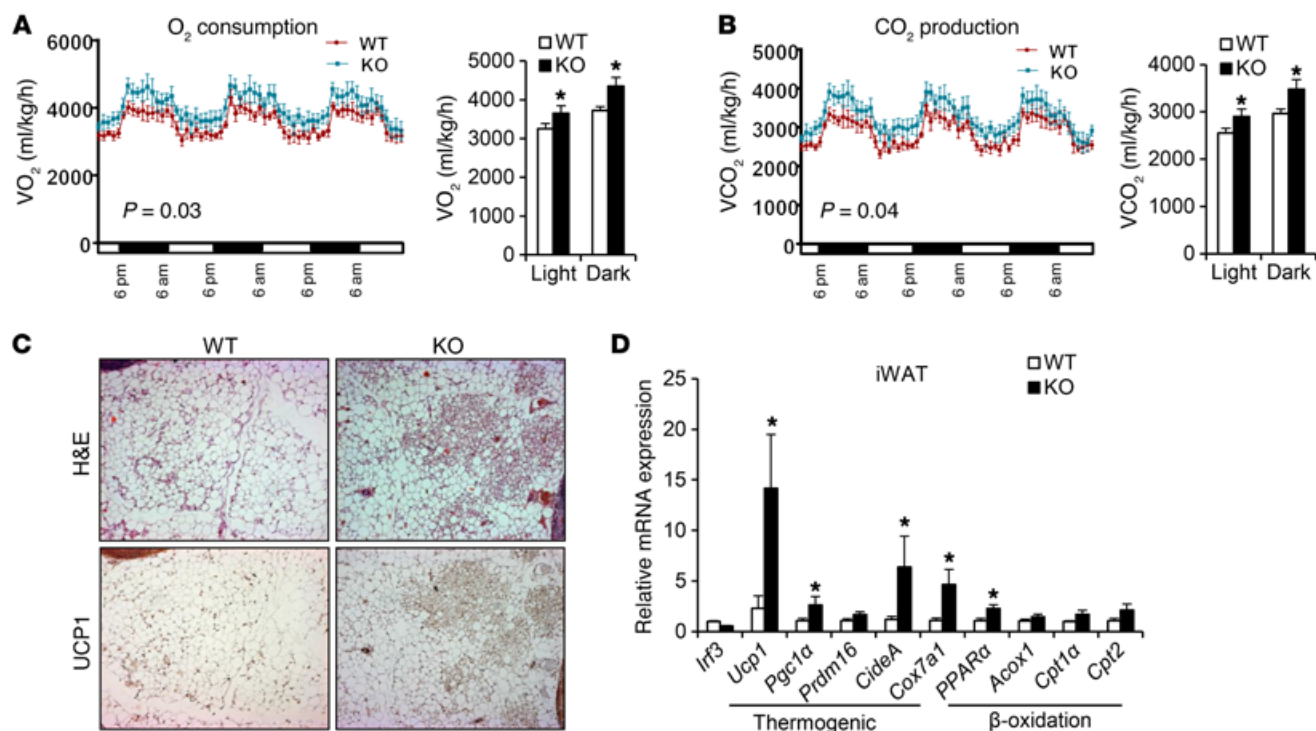 A
O2 consumption
WT
KO
VO2 (ml/kg/h)
6000
4000
2000
0
P = 0.03
6 pm
6 am
6 pm
6 am
6 pm
6 am
WT
KO
VO2 (ml/kg/h)
5000
4000
3000
2000
1000
0
*
*
Light
Dark
B
CO2 production
WT
KO
VCO2 (ml/kg/h)
5000
4000
3000
2000
1000
0
P = 0.04
6 pm
6 am
6 pm
6 am
6 pm
6 am
WT
KO
VCO2 (ml/kg/h)
4000
3000
2000
1000
0
*
*
Light
Dark
C
WT
KO
H&E
UCP1
D
iWAT
WT
KO
Relative mRNA expression
25
20
15
10
5
0
*
*
*
*
*
Irf3
Ucp1
Pgc1α
Prdm16
CideA
Cox7a1
PPARα
Acox1
Cpt1α
Cpt2
Thermogenic
β-oxidation